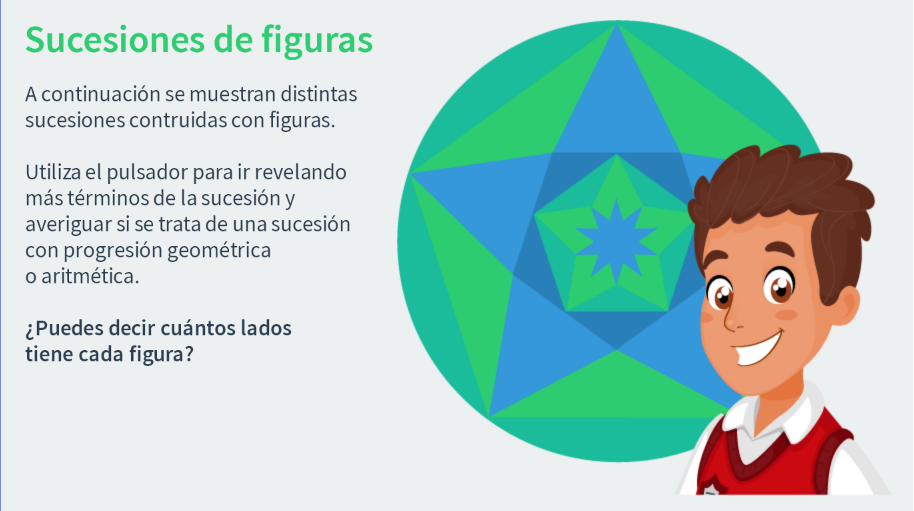 Sucesiones de figuras
A continuación se muestran distintas
sucesiones contruidas con figuras.
Utiliza el pulsador para ir revelando
más términos de la sucesión y
averiguar si se trata de una sucesión
con progresión geométrica
o aritmética.
¿Puedes decir cuántos lados
tiene cada figura?